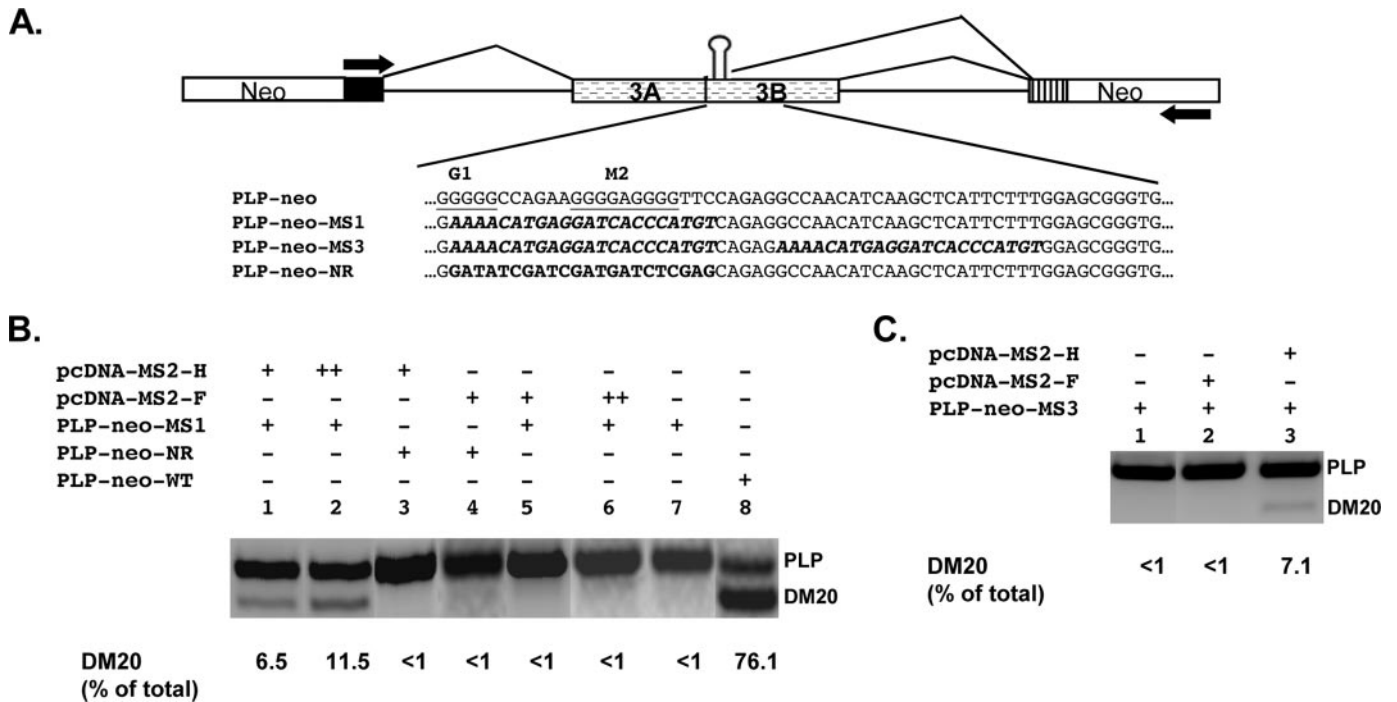 A.
Neo 3A 3B Neo
G1 M2
PLP-neo …GGGGGCCAGAAGGGGAGGGGTTCCAGAGGCCAACATCAAGCTCATTCTTTGGAGCGGGTG…
PLP-neo-MS1 …GAAAACATGAGGATCACCCATGTCAGAGGCCAACATCAAGCTCATTCTTTGGAGCGGGTG…
PLP-neo-MS3 …GAAAACATGAGGATCACCCATGTCAGAGAAAACATGAGGATCACCCATGTGGAGCGGGTG…
PLP-neo-NR …GGATATCGATCGATGATCTCGAGCAGAGGCCAACATCAAGCTCATTCTTTGGAGCGGGTG…
B.
pcDNA-MS2-H + ++ + – – – – –
pcDNA-MS2-F – – – + + ++ – –
PLP-neo-MS1 + + – – + + + –
PLP-neo-NR – – + + – – – –
PLP-neo-WT – – – – – – – +
1 2 3 4 5 6 7 8
PLP
DM20
DM20 6.5 11.5 <1 <1 <1 <1 <1 76.1
(% of total)
C.
pcDNA-MS2-H – – +
pcDNA-MS2-F – + –
PLP-neo-MS3 + + +
1 2 3
PLP
DM20
DM20 <1 <1 7.1
(% of total)